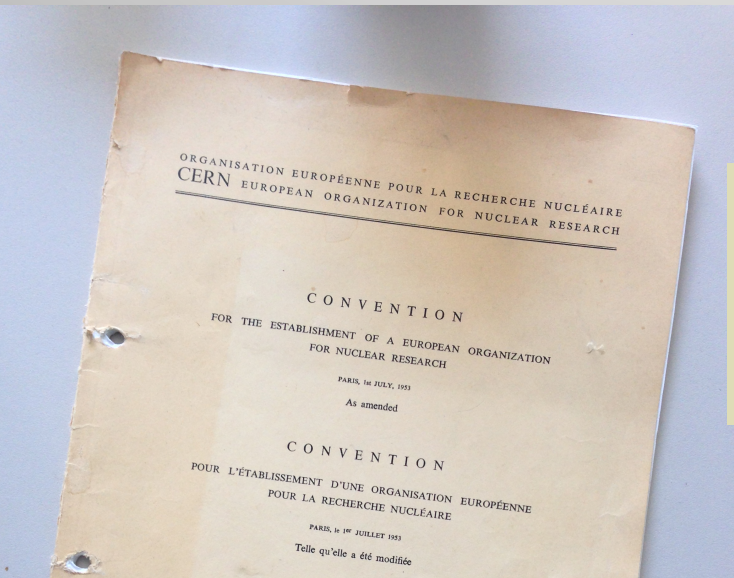 ORGANISATION EUROPÉENNE POUR LA RECHERCHE NUCLÉAIRE
CERN EUROPEAN ORGANIZATION FOR NUCLEAR RESEARCH
CONVENTION
FOR THE ESTABLISHMENT OF A EUROPEAN ORGANIZATION
FOR NUCLEAR RESEARCH
PARIS, 1st JULY, 1953
As amended
CONVENTION
POUR L'ÉTABLISSEMENT D'UNE ORGANISATION EUROPÉENNE
POUR LA RECHERCHE NUCLÉAIRE
PARIS, le 1er JUILLET 1953
Telle qu'elle a été modifiée